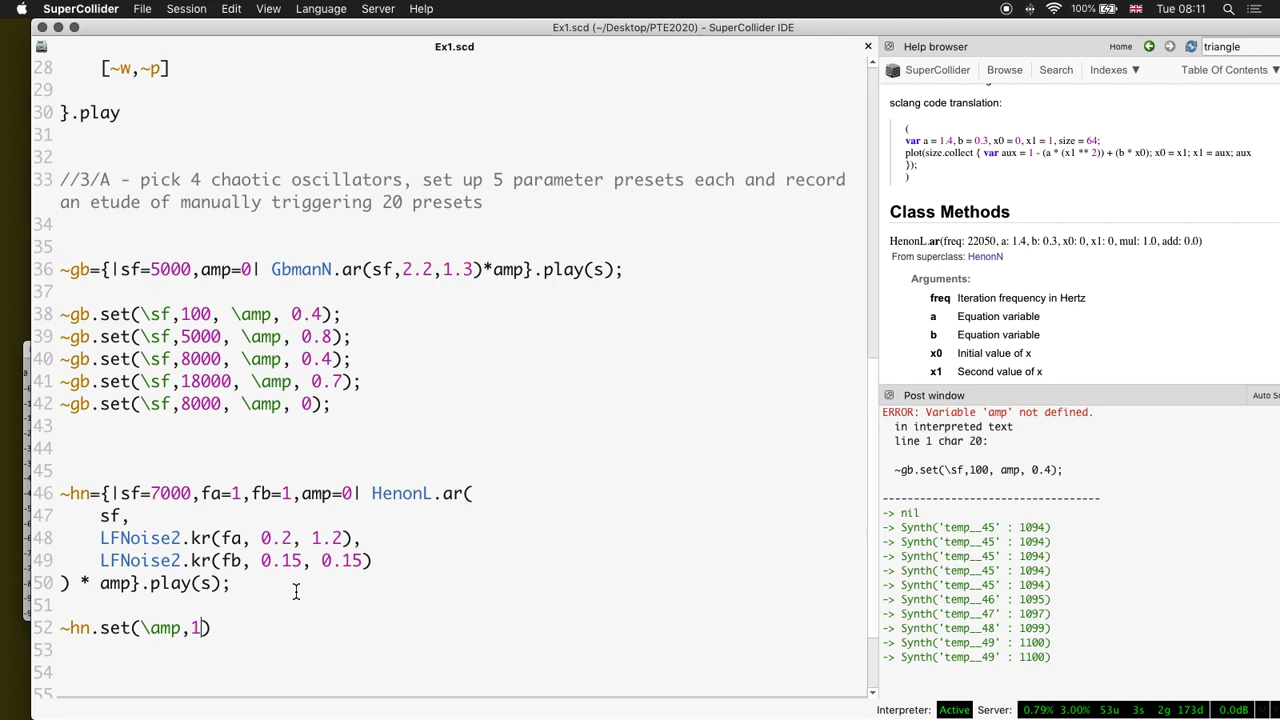 SuperCollider File Session Edit View Language Server Help 100% Tue 08:11
Ex1.scd (~/Desktop/PTE2020) - SuperCollider IDE
Ex1.scd
28 [~w,~p]
29
30 }.play
31
32
33 //3/A - pick 4 chaotic oscillators, set up 5 parameter presets each and record
an etude of manually triggering 20 presets
34
35
36 ~gb={|sf=5000,amp=0| GbmanN.ar(sf,2.2,1.3)*amp}.play(s);
37
38 ~gb.set(\sf,100, \amp, 0.4);
39 ~gb.set(\sf,5000, \amp, 0.8);
40 ~gb.set(\sf,8000, \amp, 0.4);
41 ~gb.set(\sf,18000, \amp, 0.7);
42 ~gb.set(\sf,8000, \amp, 0);
43
44
45
46 ~hn={|sf=7000,fa=1,fb=1,amp=0| HenonL.ar(
47 sf,
48 LFNoise2.kr(fa, 0.2, 1.2),
49 LFNoise2.kr(fb, 0.15, 0.15)
50 ) * amp}.play(s);
51
52 ~hn.set(\amp,1)
53
54
55
Help browser Home triangle
SuperCollider Browse Search Indexes ▼ Table Of Contents ▼
sclang code translation:
(
var a = 1.4, b = 0.3, x0 = 0, x1 = 1, size = 64;
plot(size.collect { var aux = 1 - (a * (x1 ** 2)) + (b * x0); x0 = x1; x1 = aux; aux
});
)
Class Methods
HenonL.ar(freq: 22050, a: 1.4, b: 0.3, x0: 0, x1: 0, mul: 1.0, add: 0.0)
From superclass: HenonN
Arguments:
freq Iteration frequency in Hertz
a Equation variable
b Equation variable
x0 Initial value of x
x1 Second value of x
Post window Auto Sc
ERROR: Variable 'amp' not defined.
in interpreted text
line 1 char 20:
~gb.set(\sf,100, amp, 0.4);
-----------------------------------
-> nil
-> Synth('temp__45' : 1094)
-> Synth('temp__45' : 1094)
-> Synth('temp__45' : 1094)
-> Synth('temp__45' : 1094)
-> Synth('temp__45' : 1094)
-> Synth('temp__46' : 1095)
-> Synth('temp__47' : 1097)
-> Synth('temp__48' : 1099)
-> Synth('temp__49' : 1100)
-> Synth('temp__49' : 1100)
Interpreter: Active Server: 0.79% 3.00% 53u 3s 2g 173d 0.0dB